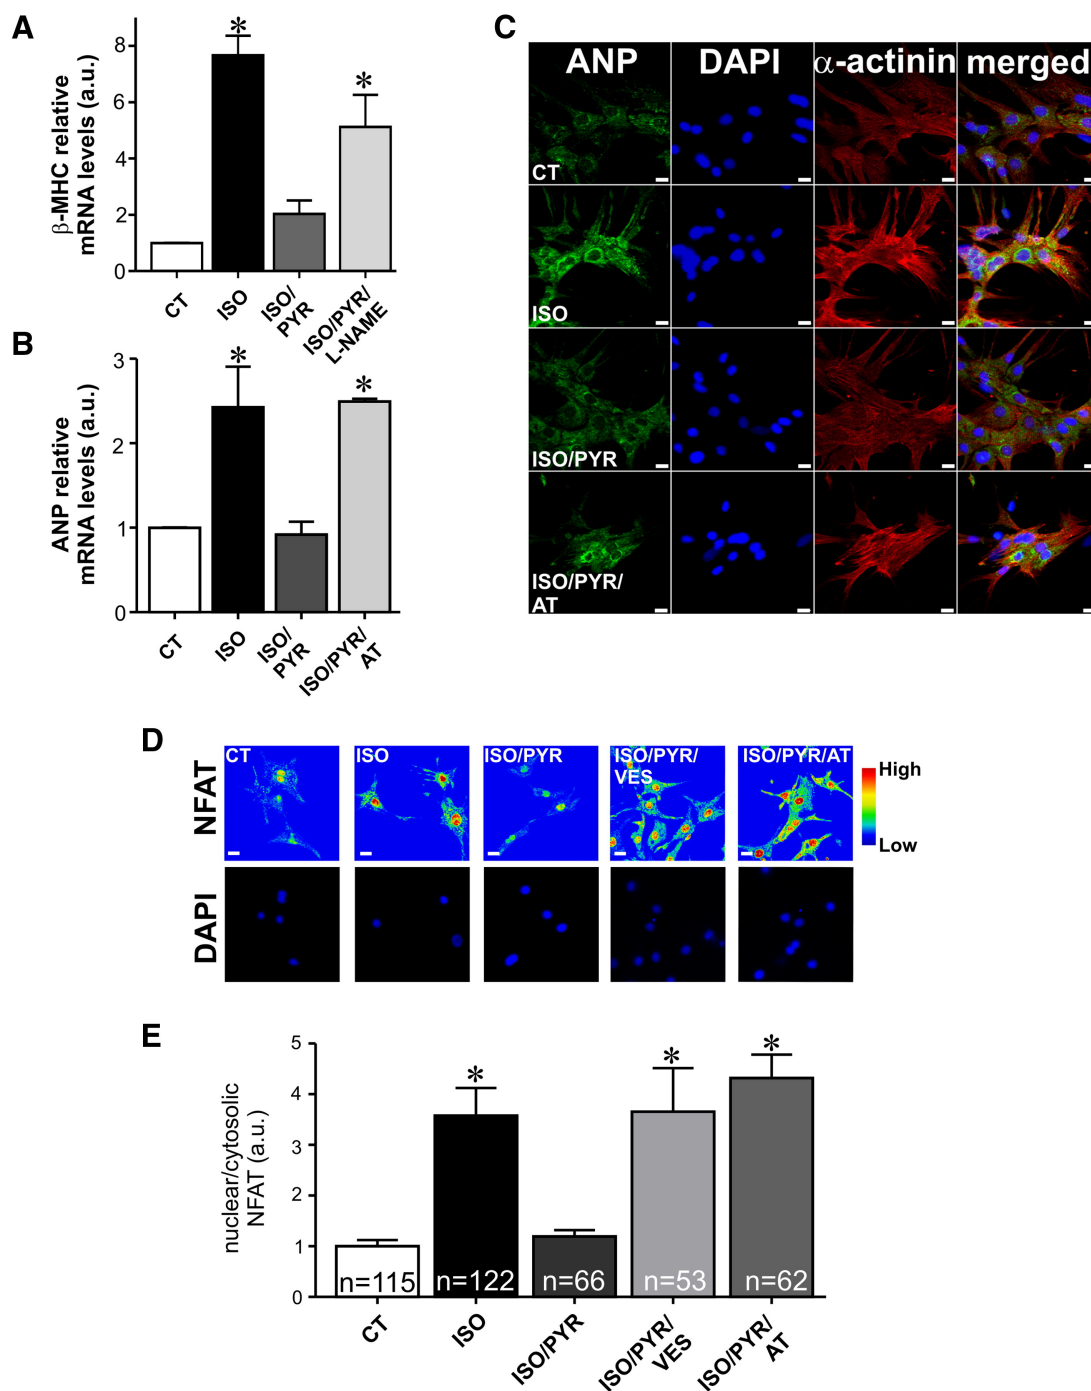 A
β-MHC relative
mRNA levels (a.u.)
8
6
4
2
0
*
*
CT
ISO
ISO/
PYR
ISO/PYR/
L-NAME
B
ANP relative
mRNA levels (a.u.)
3
2
1
0
*
*
CT
ISO
ISO/
PYR
ISO/PYR/
AT
C
ANP DAPI α-actinin merged
CT
ISO
ISO/PYR
ISO/PYR/
AT
D
NFAT
CT
ISO
ISO/PYR
ISO/PYR/
VES
ISO/PYR/AT
High
Low
DAPI
E
nuclear/cytosolic
NFAT (a.u.)
5
4
3
2
1
0
*
*
*
n=115 n=122 n=66 n=53 n=62
CT
ISO
ISO/PYR
ISO/PYR/
VES
ISO/PYR/
AT